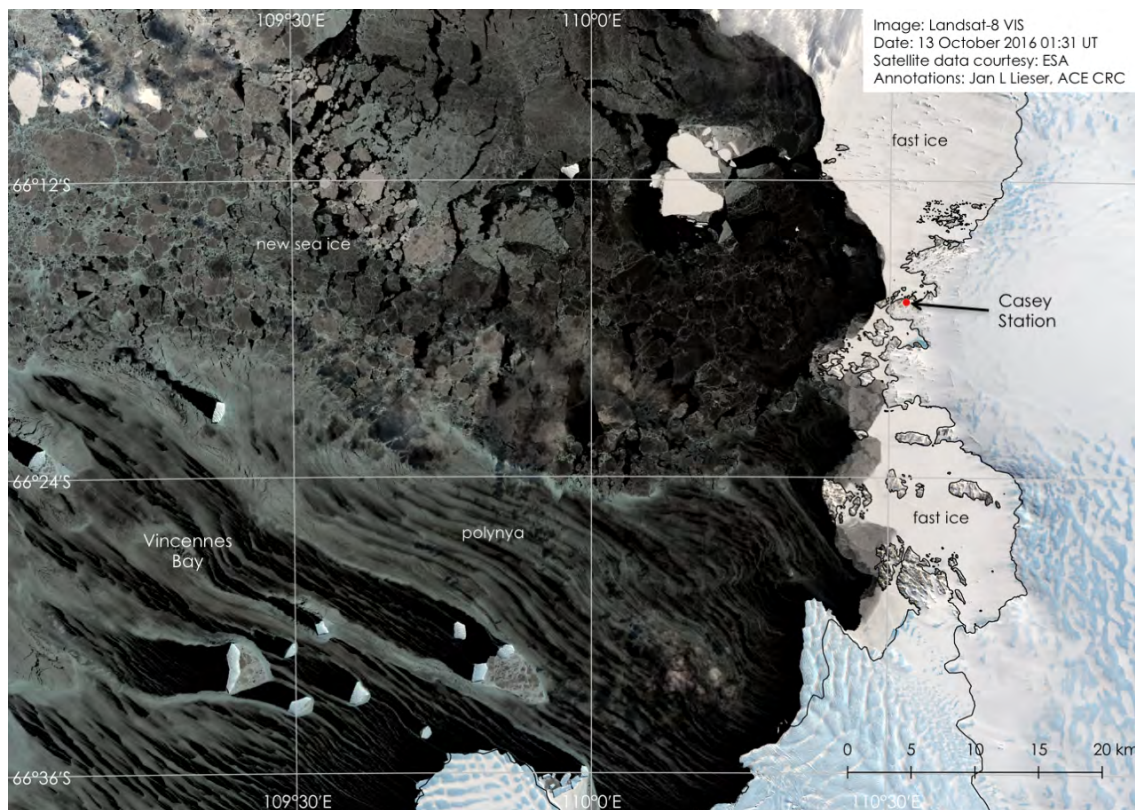 109°30'E
110°0'E
Image: Landsat-8 VIS
Date: 13 October 2016 01:31 UT
Satellite data courtesy: ESA
Annotations: Jan L Lieser, ACE CRC
fast ice
66°12'S
new sea ice
Casey
Station
66°24'S
fast ice
polynya
Vincennes
Bay
0 5 10 15 20 km
66°36'S
109°30'E
110°0'E
110°30'E